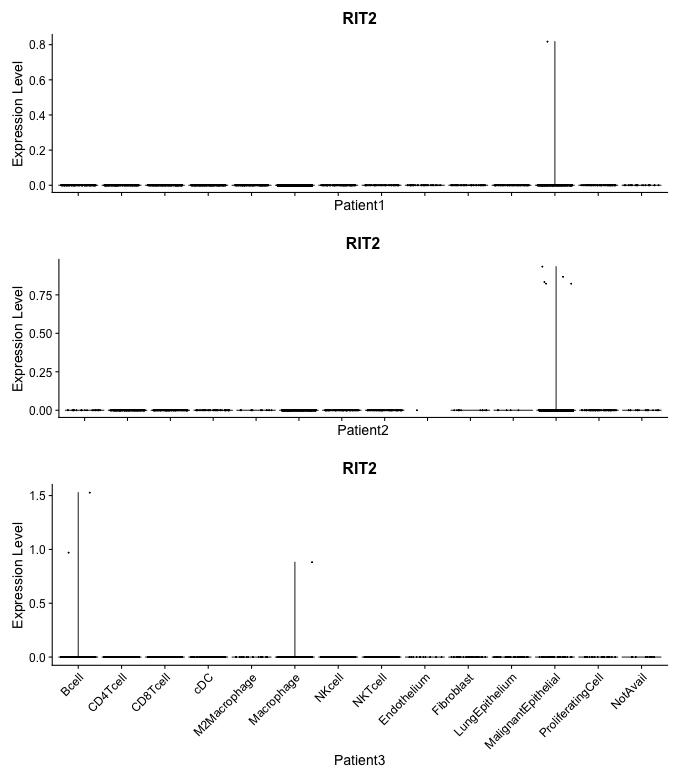 RIT2
Expression Level
0.8
0.6
0.4
0.2
0.0
Patient1
RIT2
Expression Level
0.75
0.50
0.25
0.00
Patient2
RIT2
Expression Level
1.5
1.0
0.5
0.0
Bcell
CD4Tcell
CD8Tcell
cDC
M2Macrophage
Macrophage
NKcell
NKTcell
Endothelium
Fibroblast
LungEpithelium
MalignantEpithelial
ProliferatingCell
NotAvail
Patient3